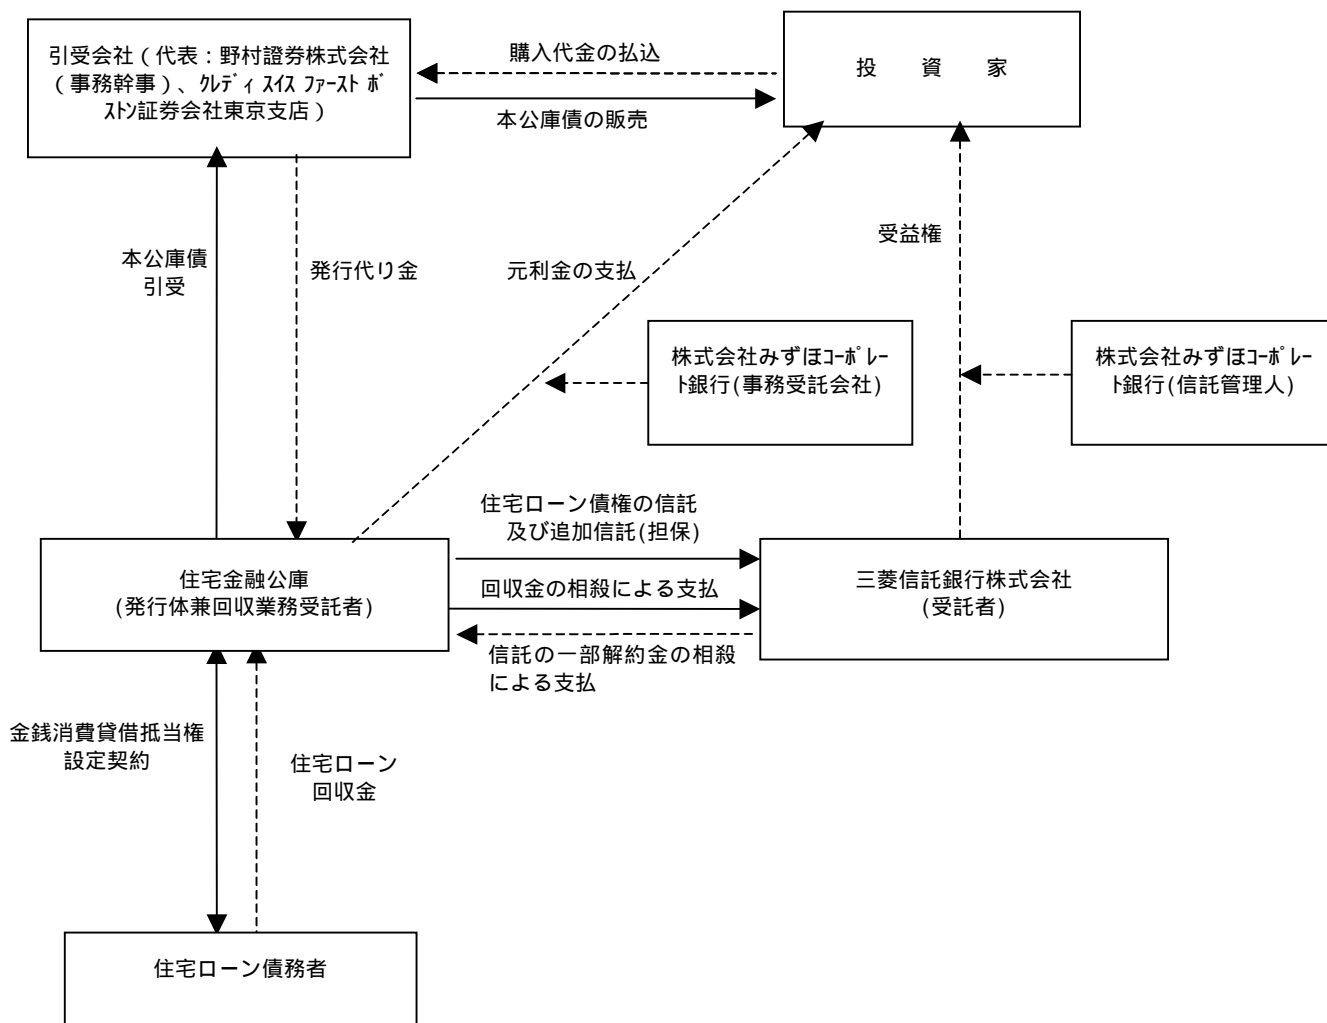 引受会社（代表：野村證券株式会社
（事務幹事）、ｸﾚﾃﾞｨ ｽｲｽ ﾌｧｰｽﾄ ﾎﾞ
ｽﾄﾝ証券会社東京支店）
購入代金の払込
本公庫債の販売
投　資　家
本公庫債
引受
発行代り金
元利金の支払
受益権
株式会社みずほｺｰﾎﾟﾚｰ
ﾄ銀行(事務受託会社)
株式会社みずほｺｰﾎﾟﾚｰ
ﾄ銀行(信託管理人)
住宅ローン債権の信託
及び追加信託(担保)
住宅金融公庫
(発行体兼回収業務受託者)
回収金の相殺による支払
三菱信託銀行株式会社
(受託者)
信託の一部解約金の相殺
による支払
金銭消費貸借抵当権
設定契約
住宅ローン
回収金
住宅ローン債務者